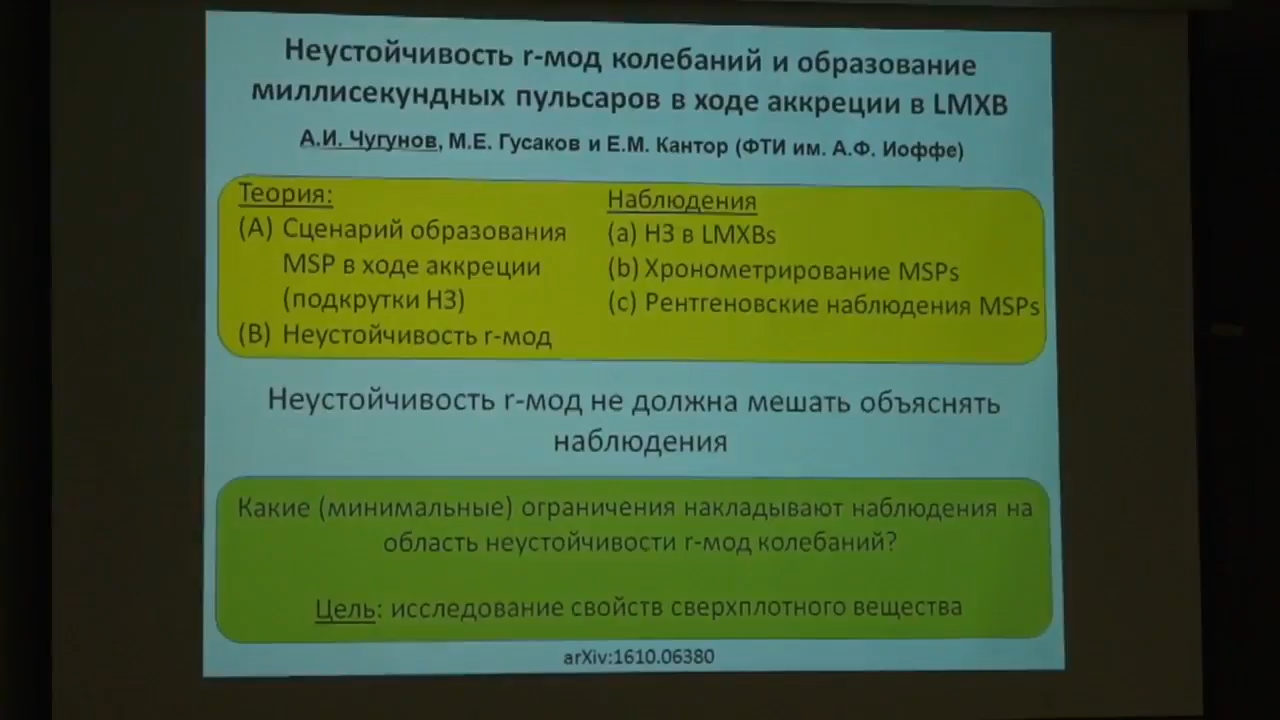 Неустойчивость r-мод колебаний и образование
миллисекундных пульсаров в ходе аккреции в LMXB
А.И. Чугунов, М.Е. Гусаков и Е.М. Кантор (ФТИ им. А.Ф. Иоффе)
Теория:
(A) Сценарий образования
MSP в ходе аккреции
(подкрутки НЗ)
(B) Неустойчивость r-мод
Наблюдения
(a) НЗ в LMXBs
(b) Хронометрирование MSPs
(c) Рентгеновские наблюдения MSPs
Неустойчивость r-мод не должна мешать объяснять
наблюдения
Какие (минимальные) ограничения накладывают наблюдения на
область неустойчивости r-мод колебаний?
Цель: исследование свойств сверхплотного вещества
arXiv:1610.06380